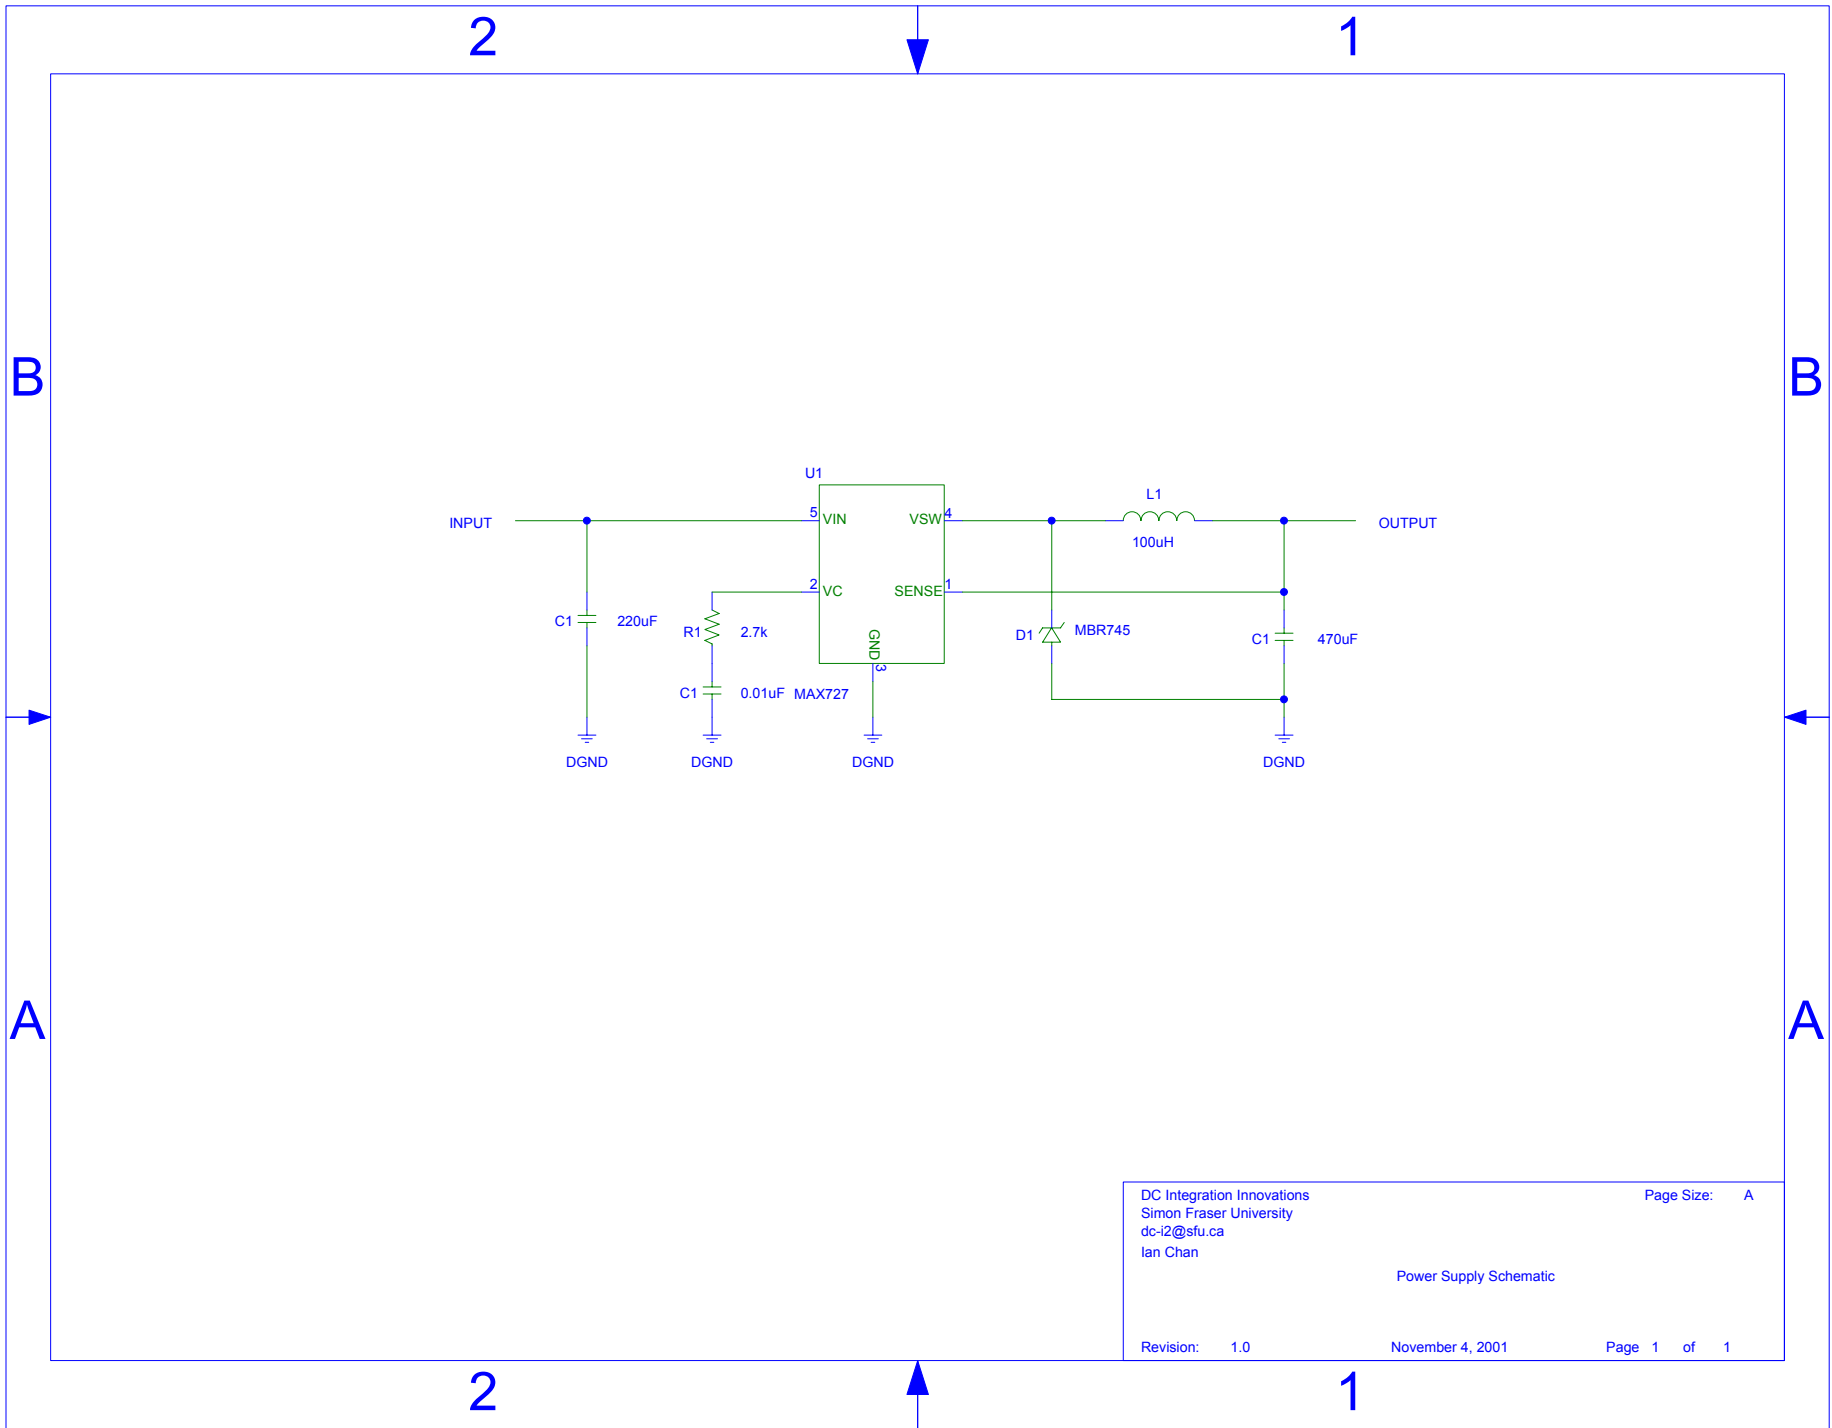 2 1
B B
U1
L1
INPUT 5 VIN VSW 4 OUTPUT
100uH
2 VC SENSE 1
C1 220uF R1 2.7k GND D1 MBR745 C1 470uF
3
C1 0.01uF MAX727
DGND DGND DGND DGND
A A
DC Integration Innovations Page Size: A
Simon Fraser University
dc-i2@sfu.ca
Ian Chan
Power Supply Schematic
Revision: 1.0 November 4, 2001 Page 1 of 1
2 1